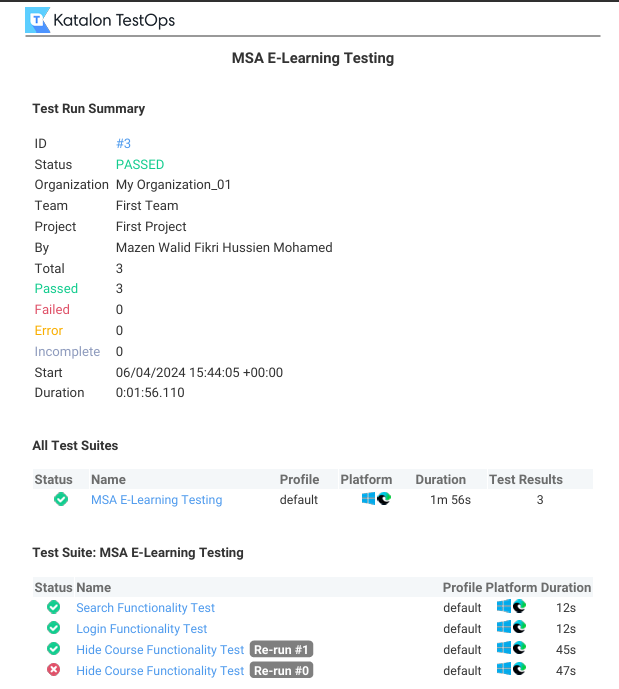 Katalon TestOps
MSA E-Learning Testing
Test Run Summary
ID #3
Status PASSED
Organization My Organization_01
Team First Team
Project First Project
By Mazen Walid Fikri Hussien Mohamed
Total 3
Passed 3
Failed 0
Error 0
Incomplete 0
Start 06/04/2024 15:44:05 +00:00
Duration 0:01:56.110
All Test Suites
Status Name Profile Platform Duration Test Results
MSA E-Learning Testing default 1m 56s 3
Test Suite: MSA E-Learning Testing
Status Name Profile Platform Duration
Search Functionality Test default 12s
Login Functionality Test default 12s
Hide Course Functionality Test Re-run #1 default 45s
Hide Course Functionality Test Re-run #0 default 47s